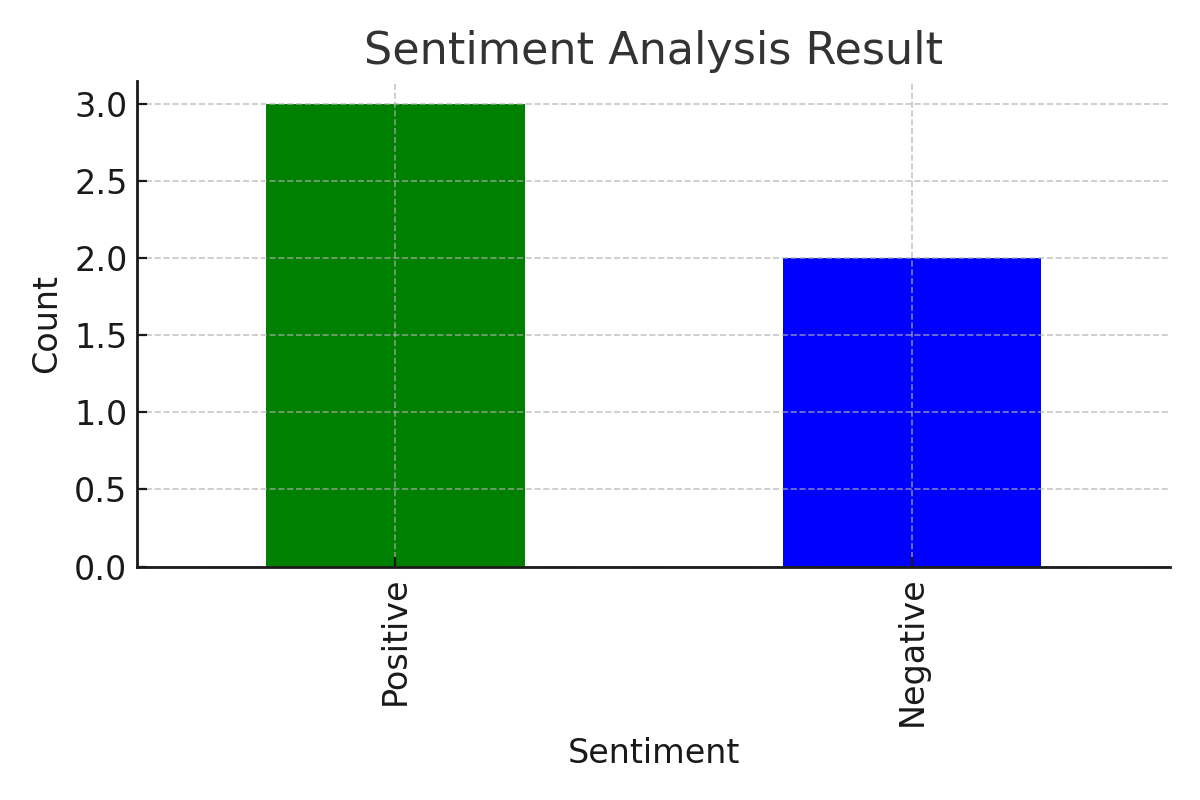 Sentiment Analysis Result
3.0
2.5
2.0
1.5
1.0
0.5
0.0
Count
Positive
Negative
Sentiment